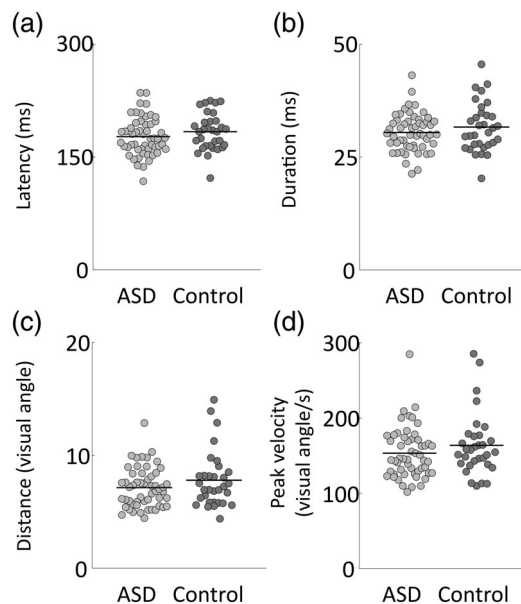 (a)
300
150
0
Latency (ms)
ASD Control
(b)
50
25
0
Duration (ms)
ASD Control
(c)
20
10
0
Distance (visual angle)
ASD Control
(d)
300
200
100
0
Peak velocity
(visual angle/s)
ASD Control